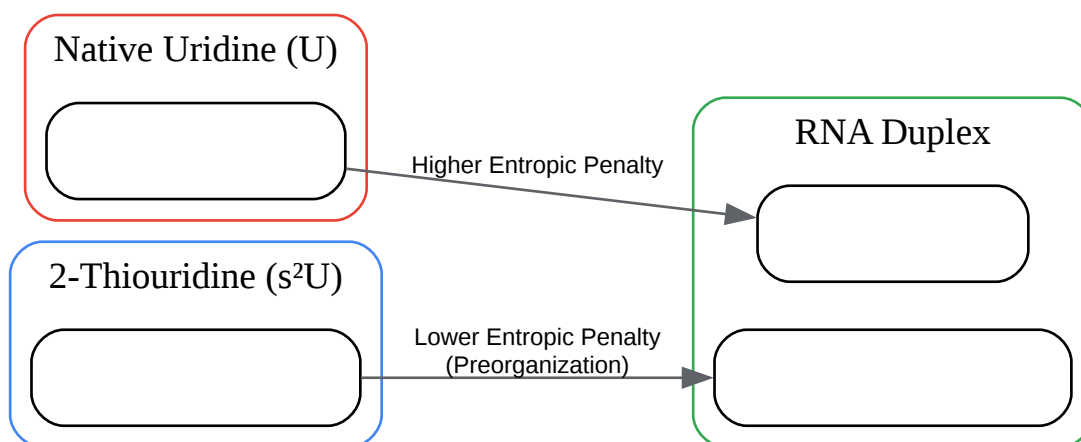 Native Uridine (U)
Higher Entropic Penalty
RNA Duplex
2-Thiouridine (s²U)
Lower Entropic Penalty
(Preorganization)